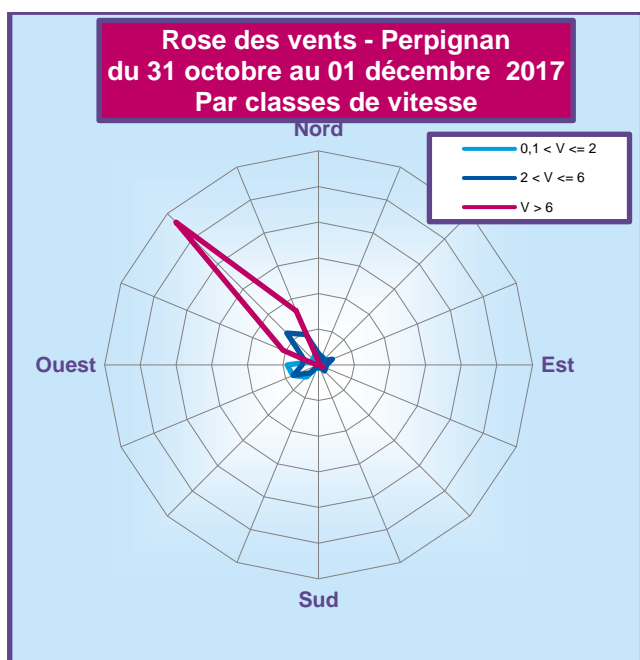 Rose des vents - Perpignan
du 31 octobre au 01 décembre 2017
Par classes de vitesse
Nord
0,1 < V <= 2
2 < V <= 6
V > 6
Ouest
Est
Sud